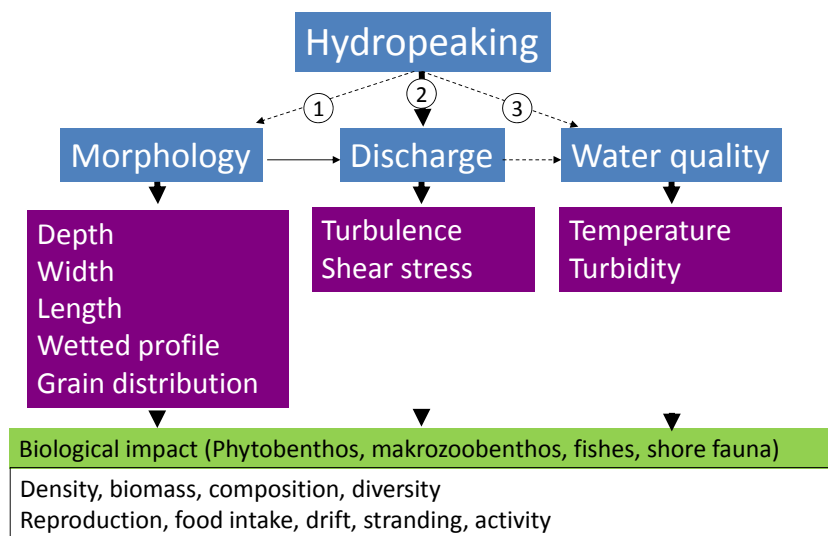 Hydropeaking
1
2
3
Morphology
Discharge
Water quality
Depth
Width
Length
Wetted profile
Grain distribution
Turbulence
Shear stress
Temperature
Turbidity
Biological impact (Phytobenthos, makrozoobenthos, fishes, shore fauna)
Density, biomass, composition, diversity
Reproduction, food intake, drift, stranding, activity